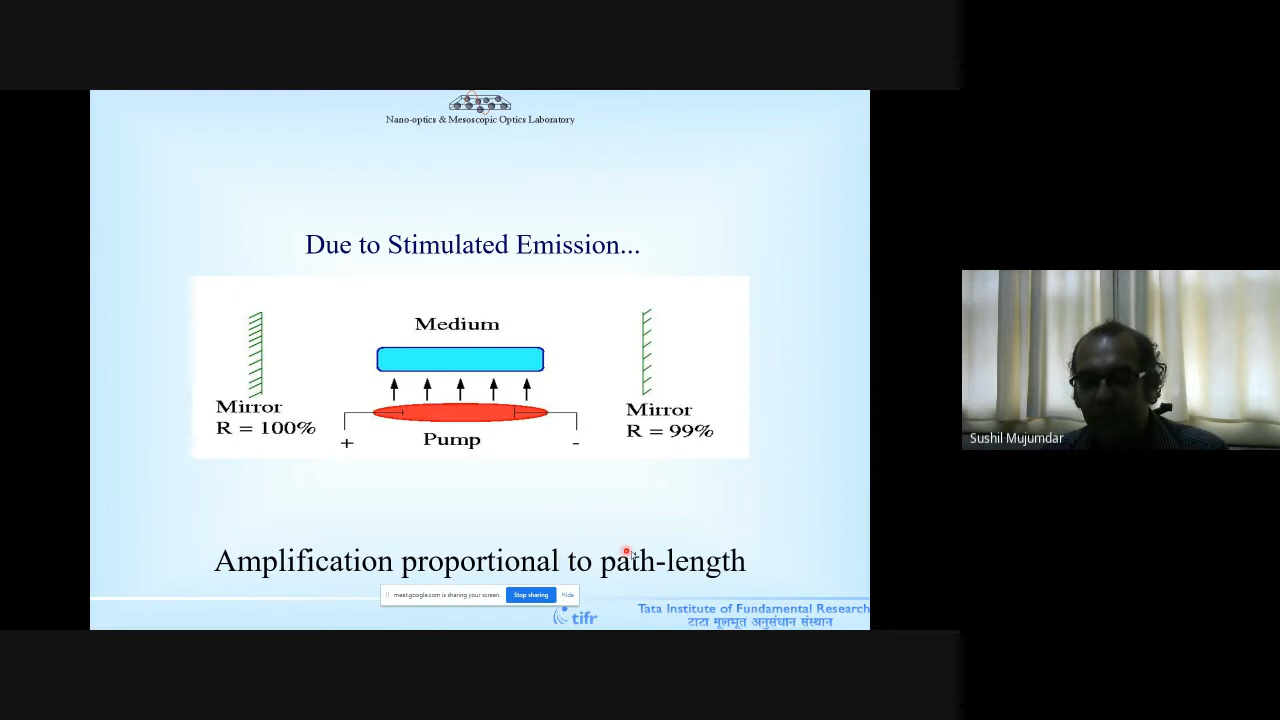 Nano-optics & Mesoscopic Optics Laboratory
Due to Stimulated Emission...
Medium
Mirror
R = 100%
Mirror
R = 99%
+
Pump
-
Amplification proportional to path-length
meet.google.com is sharing your screen.
Stop sharing
Hide
tifr
Tata Institute of Fundamental Research
टाटा मूलभूत अनुसंधान संस्थान
Sushil Mujumdar